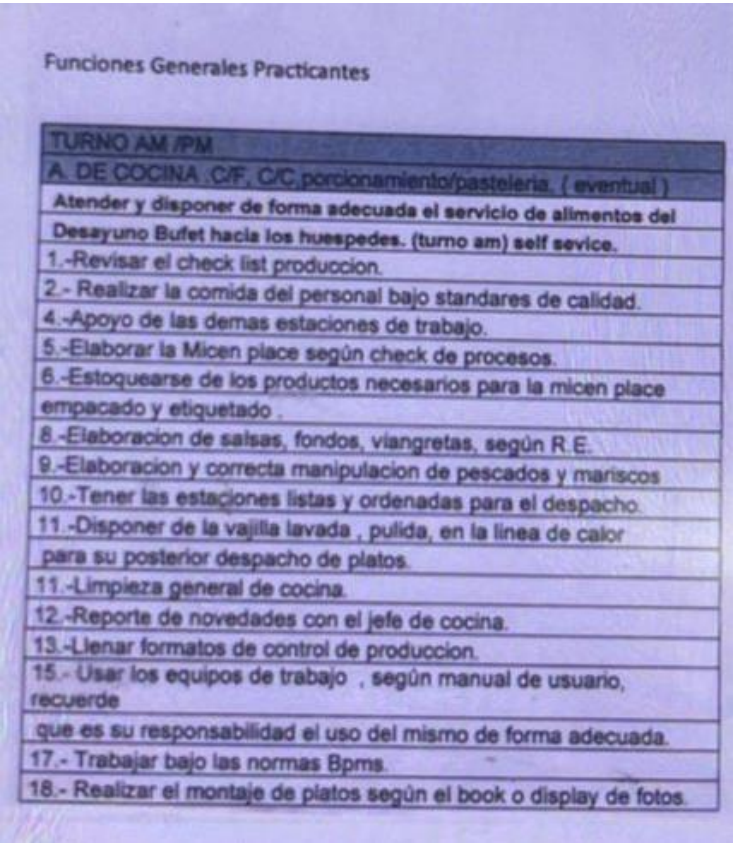 Funciones Generales Practicantes
TURNO AM /PM
A. DE COCINA .C/F, C/C,porcionamiento/pasteleria. ( eventual )
Atender y disponer de forma adecuada el servicio de alimentos del
Desayuno Bufet hacia los huespedes. (turno am) self sevice.
1.-Revisar el check list produccion.
2.- Realizar la comida del personal bajo standares de calidad.
4.-Apoyo de las demas estaciones de trabajo.
5.-Elaborar la Micen place según check de procesos.
6.-Estoquearse de los productos necesarios para la micen place
empacado y etiquetado .
8.-Elaboracion de salsas, fondos, viangretas, según R.E.
9.-Elaboracion y correcta manipulacion de pescados y mariscos
10.-Tener las estaciones listas y ordenadas para el despacho.
11.-Disponer de la vajilla lavada , pulida, en la linea de calor
para su posterior despacho de platos.
11.-Limpieza general de cocina.
12.-Reporte de novedades con el jefe de cocina.
13.-Llenar formatos de control de produccion.
15.- Usar los equipos de trabajo , según manual de usuario,
recuerde
que es su responsabilidad el uso del mismo de forma adecuada.
17.- Trabajar bajo las normas Bpms.
18.- Realizar el montaje de platos según el book o display de fotos.